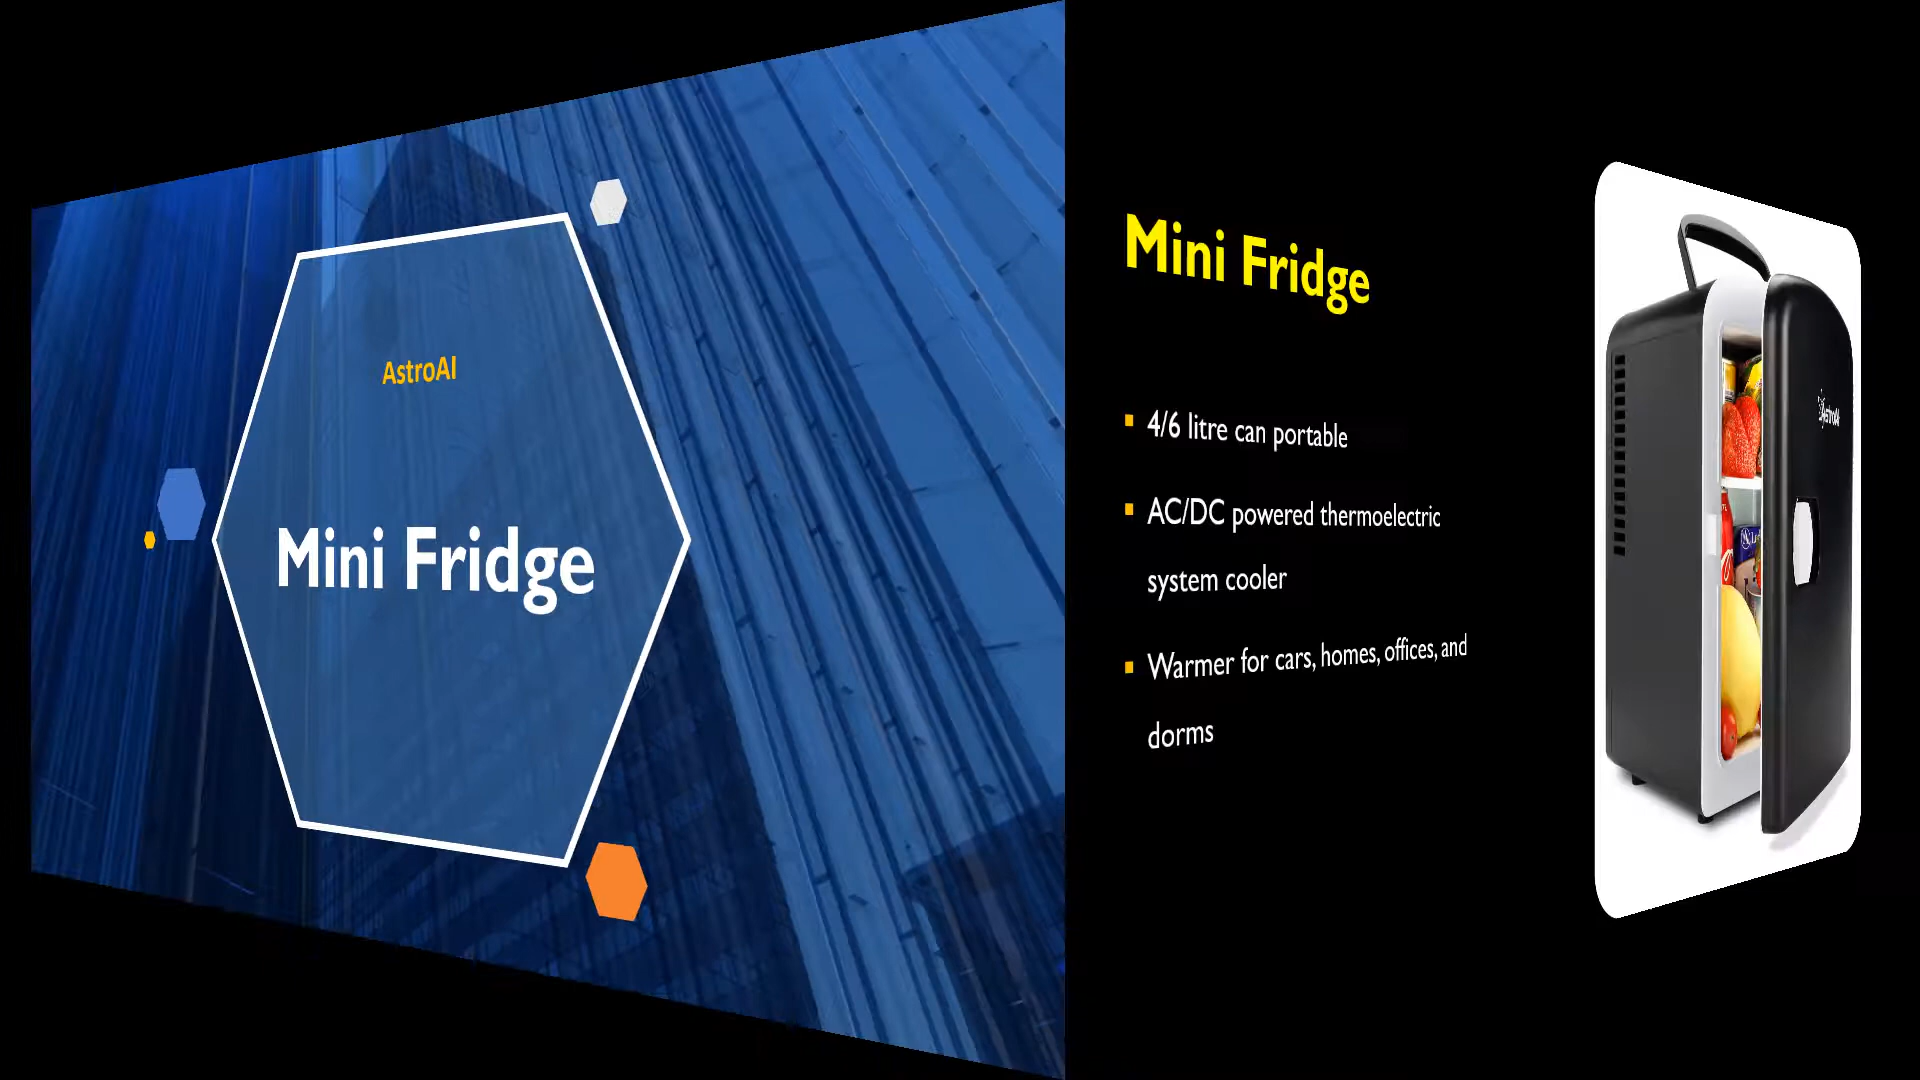 AstroAI
Mini Fridge
Mini Fridge
4/6 litre can portable
AC/DC powered thermoelectric
system cooler
Warmer for cars, homes, offices, and
dorms
AstroAI